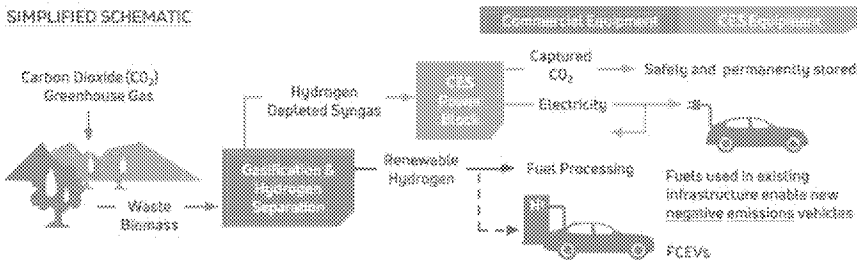 SIMPLIFIED SCHEMATIC
Commercial Equipment
CES Equipment
Carbon Dioxide (CO₂)
Greenhouse Gas
Hydrogen
Depleted Syngas
CES
Power
Block
Captured
CO₂
Safely and permanently stored
Electricity
Gasification &
Hydrogen
Separation
Renewable
Hydrogen
Fuel Processing
Waste
Biomass
Fuels used in existing
infrastructure enable new
negative emissions vehicles
FCEVs